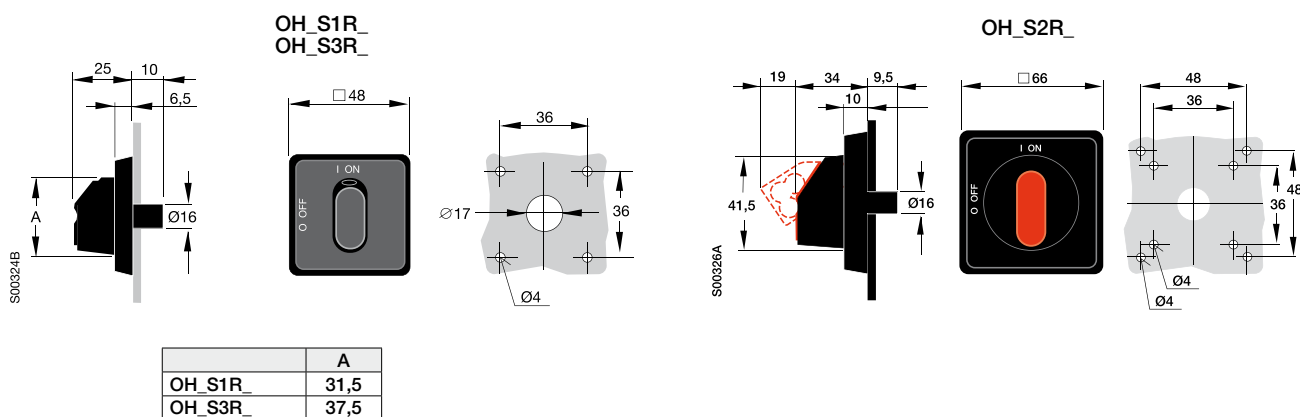 OH_S1R_
OH_S3R_
25
10
6,5
A
Ø16
S00324B
□48
I ON
O OFF
36
Ø17
36
Ø4
A
OH_S1R_ 31,5
OH_S3R_ 37,5
OH_S2R_
19
34
9,5
10
41,5
Ø16
S00326A
□66
I ON
O OFF
48
36
36
48
Ø4
Ø4